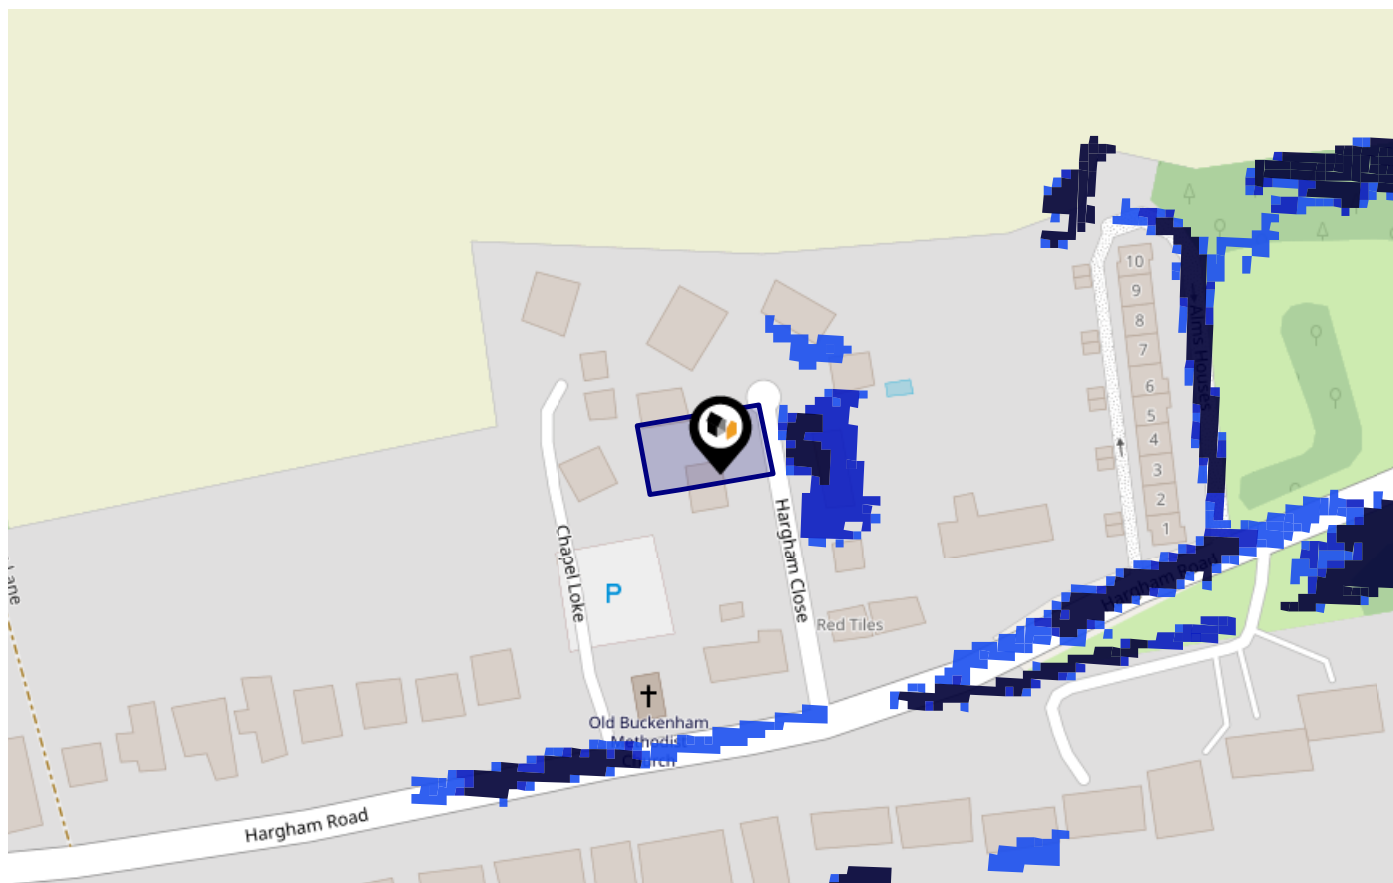 10
9
8
7
6
5
4
3
2
1
Alms Houses
Lane
Chapel Loke
Hargham Close
P
Hargham Road
Red Tiles
Old Buckenham
Methodist
Church
Hargham Road